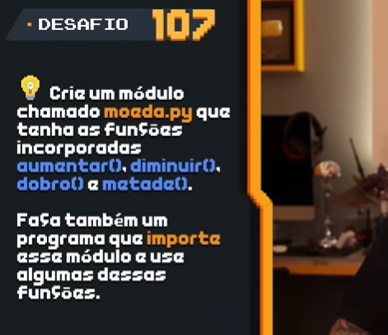 DESAFIO 107
Crie um módulo
chamado moeda.py que
tenha as funções
incorporadas
aumentar(), diminuir(),
dobro() e metade().
Faça também um
programa que importe
esse módulo e use
algumas dessas
funções.